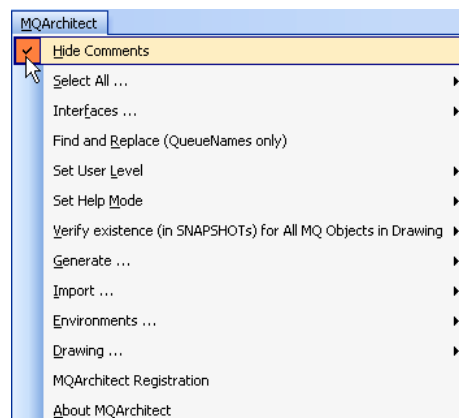 MQArchitect
Hide Comments
Select All ...
Interfaces ...
Find and Replace (QueueNames only)
Set User Level
Set Help Mode
Verify existence (in SNAPSHOTs) for All MQ Objects in Drawing
Generate ...
Import ...
Environments ...
Drawing ...
MQArchitect Registration
About MQArchitect